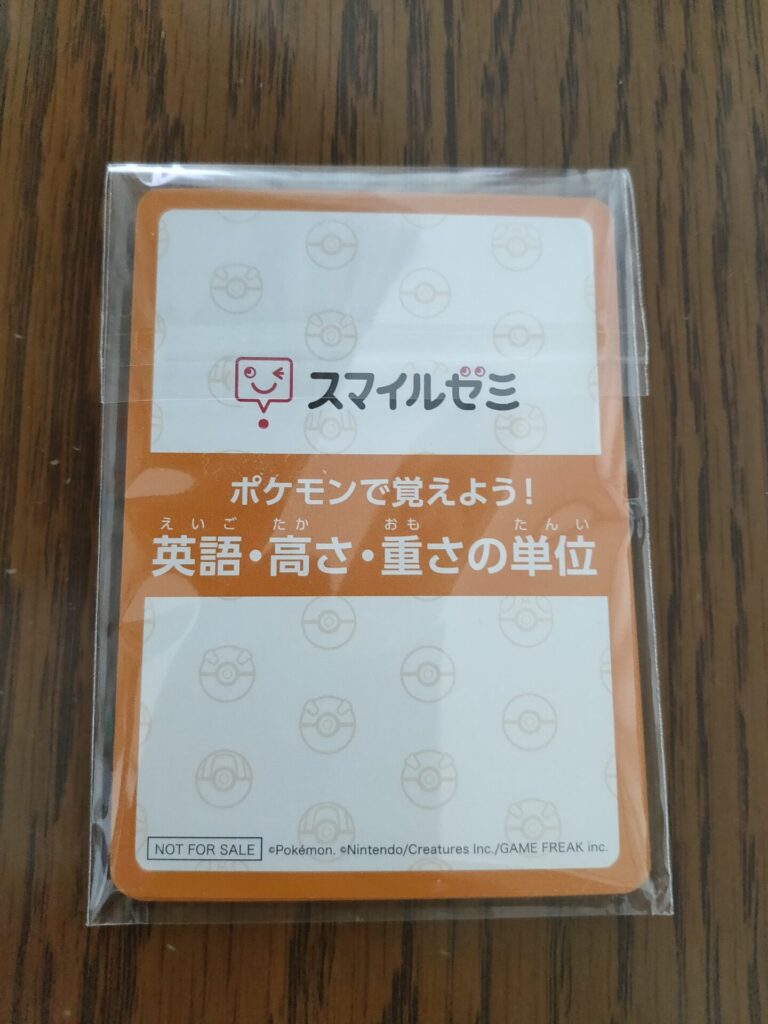 スマイルゼミ
ポケモンで覚えよう!
えいご たか おも たんい
英語・高さ・重さの単位
NOT FOR SALE ©Pokémon. ©Nintendo/Creatures Inc./GAME FREAK inc.